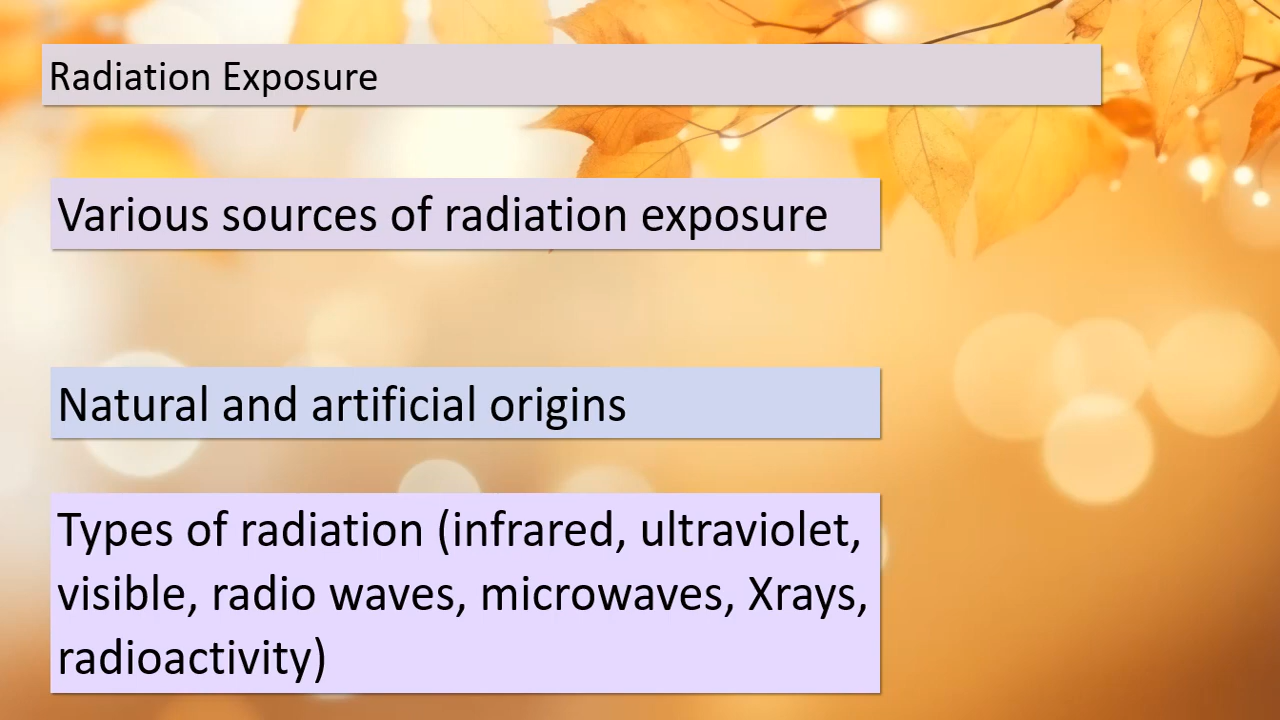 Radiation Exposure
Various sources of radiation exposure
Natural and artificial origins
Types of radiation (infrared, ultraviolet,
visible, radio waves, microwaves, Xrays,
radioactivity)